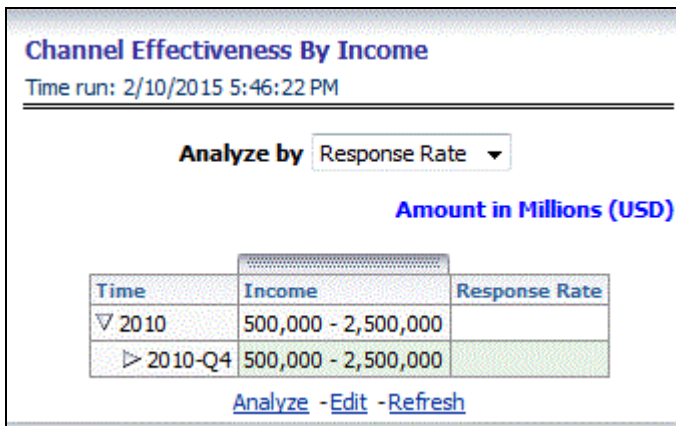 Channel Effectiveness By Income
Time run: 2/10/2015 5:46:22 PM
Analyze by Response Rate
Amount in Millions (USD)
Time Income Response Rate
2010 500,000 - 2,500,000
2010-Q4 500,000 - 2,500,000
Analyze -Edit -Refresh